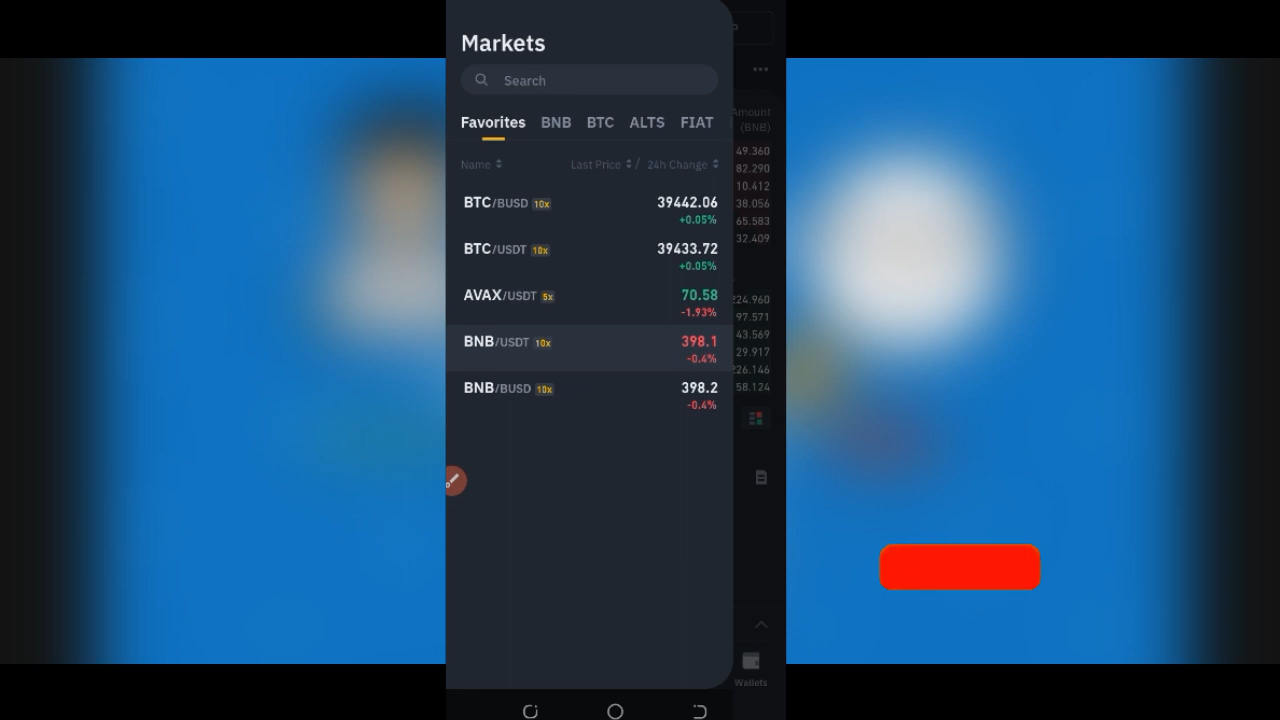 Markets
Search
Favorites BNB BTC ALTS FIAT
Name Last Price / 24h Change
BTC/BUSD 10x 39442.06
+0.05%
BTC/USDT 10x 39433.72
+0.05%
AVAX/USDT 5x 70.58
-1.93%
BNB/USDT 10x 398.1
-0.4%
BNB/BUSD 10x 398.2
-0.4%
Amount
(BNB)
49.360
82.290
10.412
38.056
65.583
32.409
224.960
97.571
43.569
29.917
226.146
58.124
Wallets